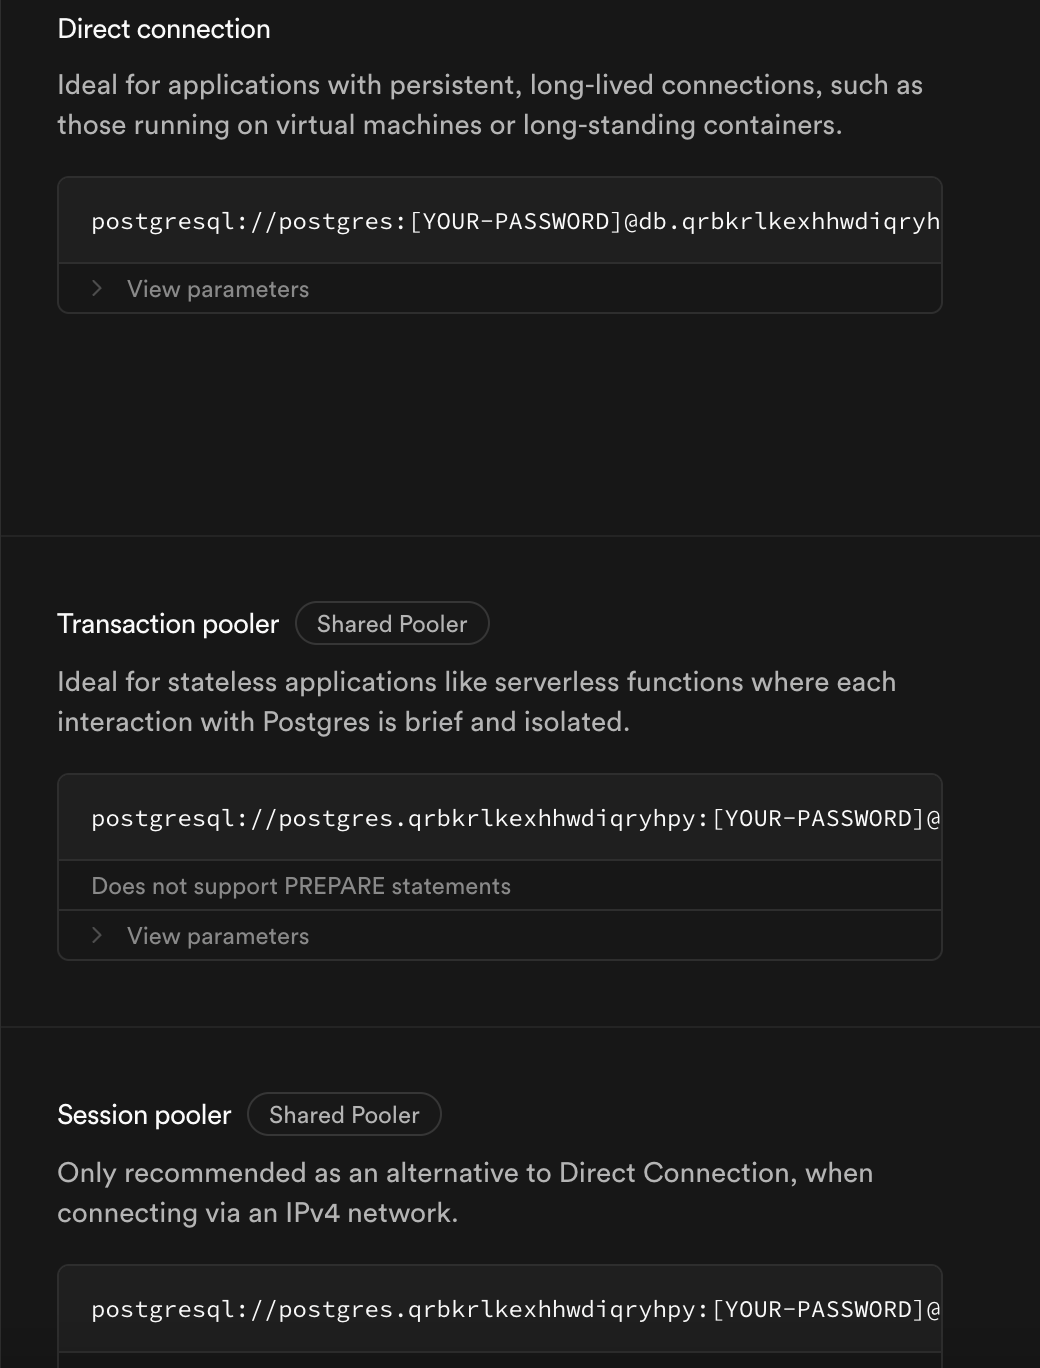 Direct connection
Ideal for applications with persistent, long-lived connections, such as
those running on virtual machines or long-standing containers.
postgresql://postgres:[YOUR-PASSWORD]@db.qrbkrlkexhhwdiqryh
View parameters
Transaction pooler Shared Pooler
Ideal for stateless applications like serverless functions where each
interaction with Postgres is brief and isolated.
postgresql://postgres.qrbkrlkexhhwdiqryhpy:[YOUR-PASSWORD]@
Does not support PREPARE statements
View parameters
Session pooler Shared Pooler
Only recommended as an alternative to Direct Connection, when
connecting via an IPv4 network.
postgresql://postgres.qrbkrlkexhhwdiqryhpy:[YOUR-PASSWORD]@